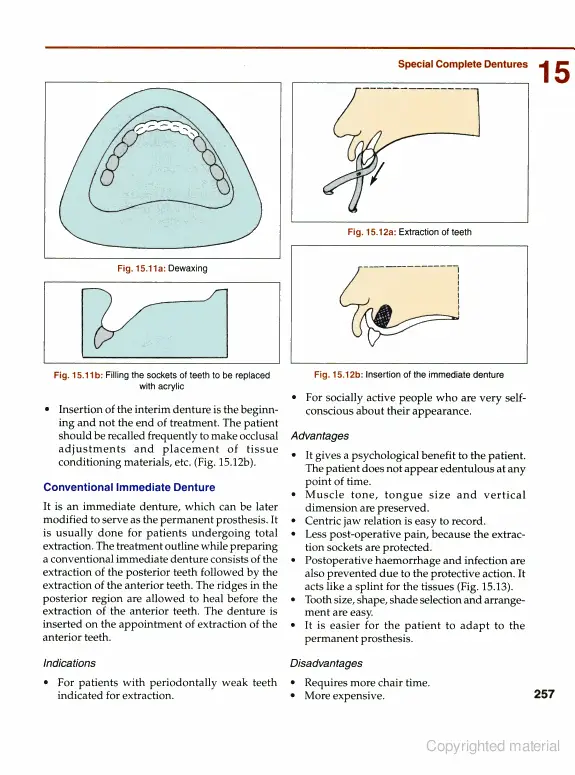 Special Complete Dentures
15
Fig. 15.11a: Dewaxing
Fig. 15.11b: Filling the sockets of teeth to be replaced
with acrylic
• Insertion of the interim denture is the beginn-
ing and not the end of treatment. The patient
should be recalled frequently to make occlusal
adjustments and placement of tissue
conditioning materials, etc. (Fig. 15.12b).
Conventional Immediate Denture
It is an immediate denture, which can be later
modified to serve as the permanent prosthesis. It
is usually done for patients undergoing total
extraction. The treatment outline while preparing
a conventional immediate denture consists of the
extraction of the posterior teeth followed by the
extraction of the anterior teeth. The ridges in the
posterior region are allowed to heal before the
extraction of the anterior teeth. The denture is
inserted on the appointment of extraction of the
anterior teeth.
Indications
• For patients with periodontally weak teeth
indicated for extraction.
Fig. 15.12a: Extraction of teeth
Fig. 15.12b: Insertion of the immediate denture
• For socially active people who are very self-
conscious about their appearance.
Advantages
• It gives a psychological benefit to the patient.
The patient does not appear edentulous at any
point of time.
• Muscle tone, tongue size and vertical
dimension are preserved.
• Centric jaw relation is easy to record.
• Less post-operative pain, because the extrac-
tion sockets are protected.
• Postoperative haemorrhage and infection are
also prevented due to the protective action. It
acts like a splint for the tissues (Fig. 15.13).
• Tooth size, shape, shade selection and arrange-
ment are easy.
• It is easier for the patient to adapt to the
permanent prosthesis.
Disadvantages
• Requires more chair time.
• More expensive.
257
Copyrighted material